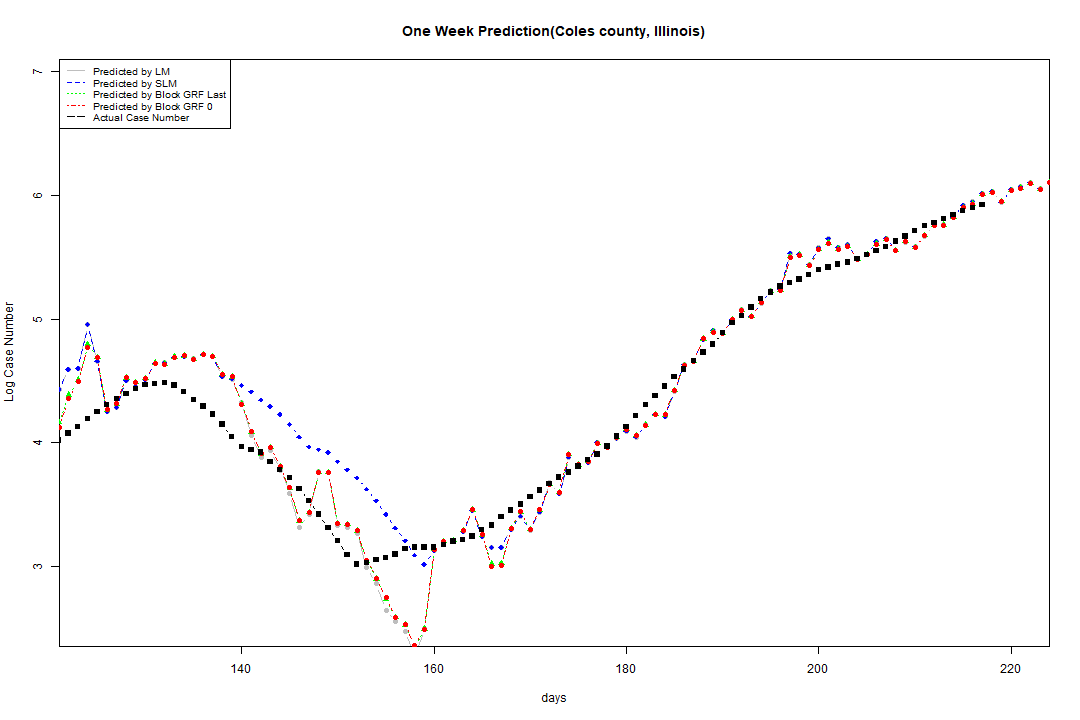 One Week Prediction(Coles county, Illinois)
7
Predicted by LM
Predicted by SLM
Predicted by Block GRF Last
Predicted by Block GRF 0
Actual Case Number
6
5
4
3
Log Case Number
140
160
180
200
220
days